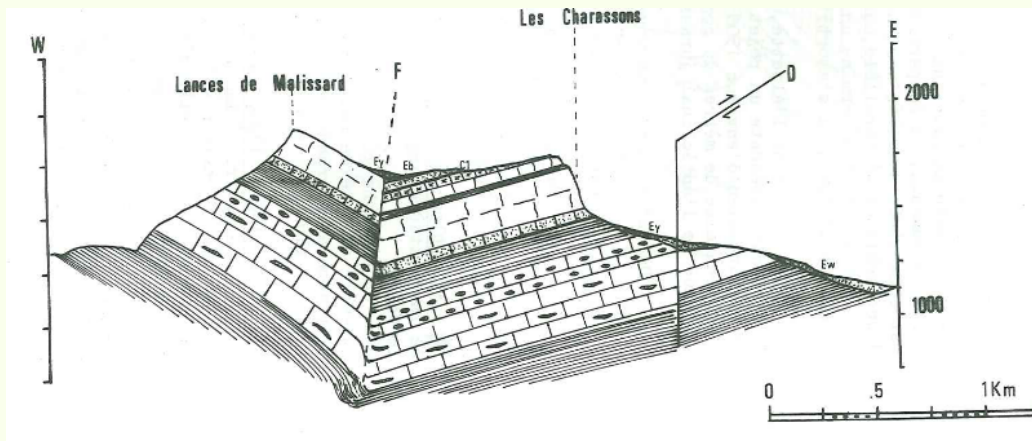 Les Charassons
W
E
Lances de Malissard
F
D
2000
Ey
Eb
C1
Ey
Ew
1000
0
.5
1Km